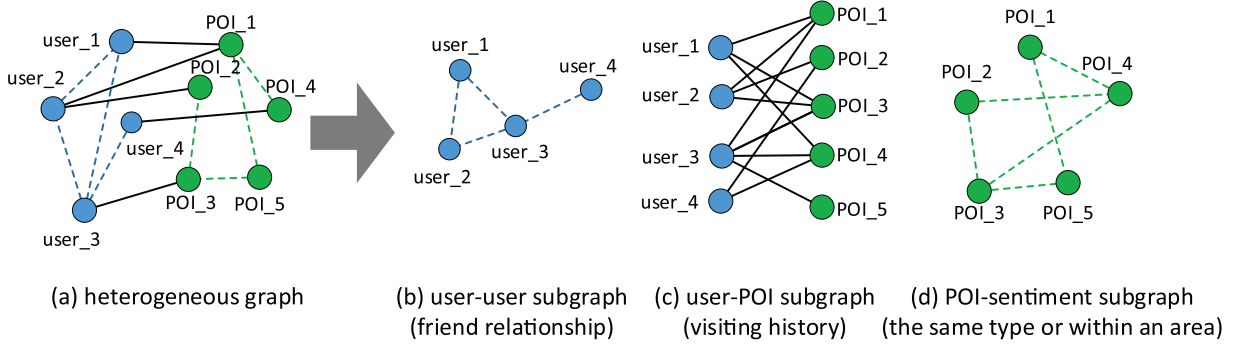 user_1
POI_1
user_2
POI_2
POI_4
user_4
POI_3
POI_5
user_3
(a) heterogeneous graph
user_1
user_4
user_3
user_2
(b) user-user subgraph
(friend relationship)
user_1
user_2
user_3
user_4
POI_1
POI_2
POI_3
POI_4
POI_5
(c) user-POI subgraph
(visiting history)
POI_1
POI_4
POI_2
POI_3
POI_5
(d) POI-sentiment subgraph
(the same type or within an area)